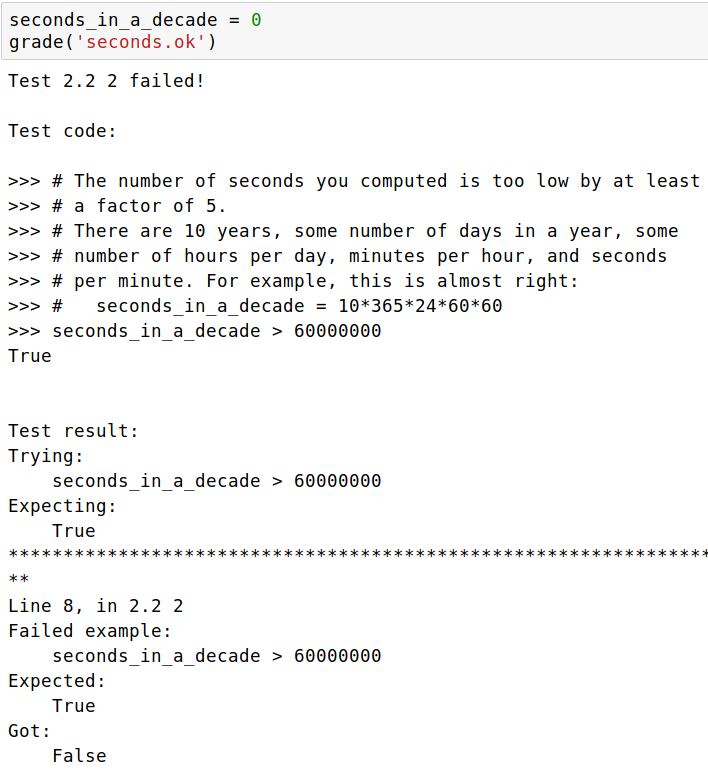 seconds_in_a_decade = 0
grade('seconds.ok')
Test 2.2 2 failed!
Test code:
>>> # The number of seconds you computed is too low by at least
>>> # a factor of 5.
>>> # There are 10 years, some number of days in a year, some
>>> # number of hours per day, minutes per hour, and seconds
>>> # per minute. For example, this is almost right:
>>> #   seconds_in_a_decade = 10*365*24*60*60
>>> seconds_in_a_decade > 60000000
True
Test result:
Trying:
    seconds_in_a_decade > 60000000
Expecting:
    True
****************************************************************
**
Line 8, in 2.2 2
Failed example:
    seconds_in_a_decade > 60000000
Expected:
    True
Got:
    False